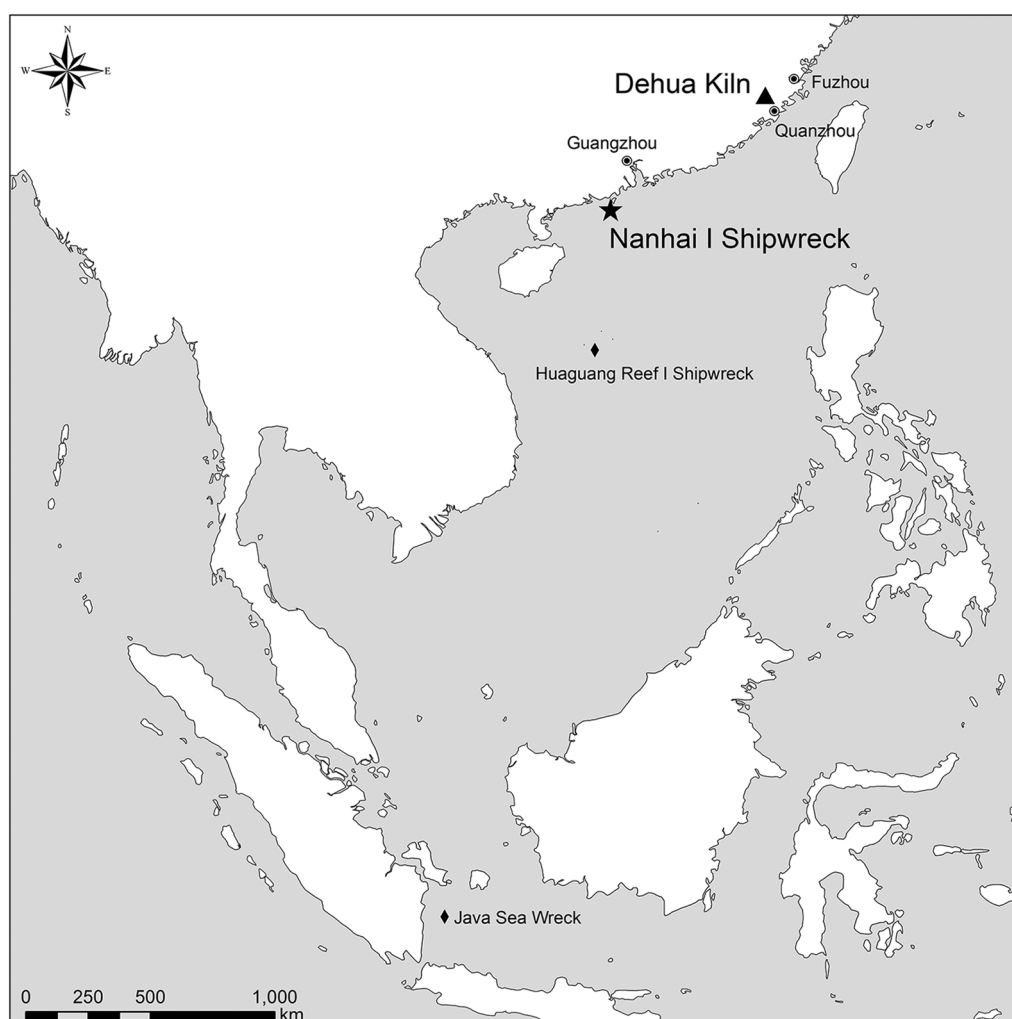 N
W E
S
Dehua Kiln
Fuzhou
Quanzhou
Guangzhou
Nanhai I Shipwreck
Huaguang Reef I Shipwreck
Java Sea Wreck
0 250 500 1,000
km